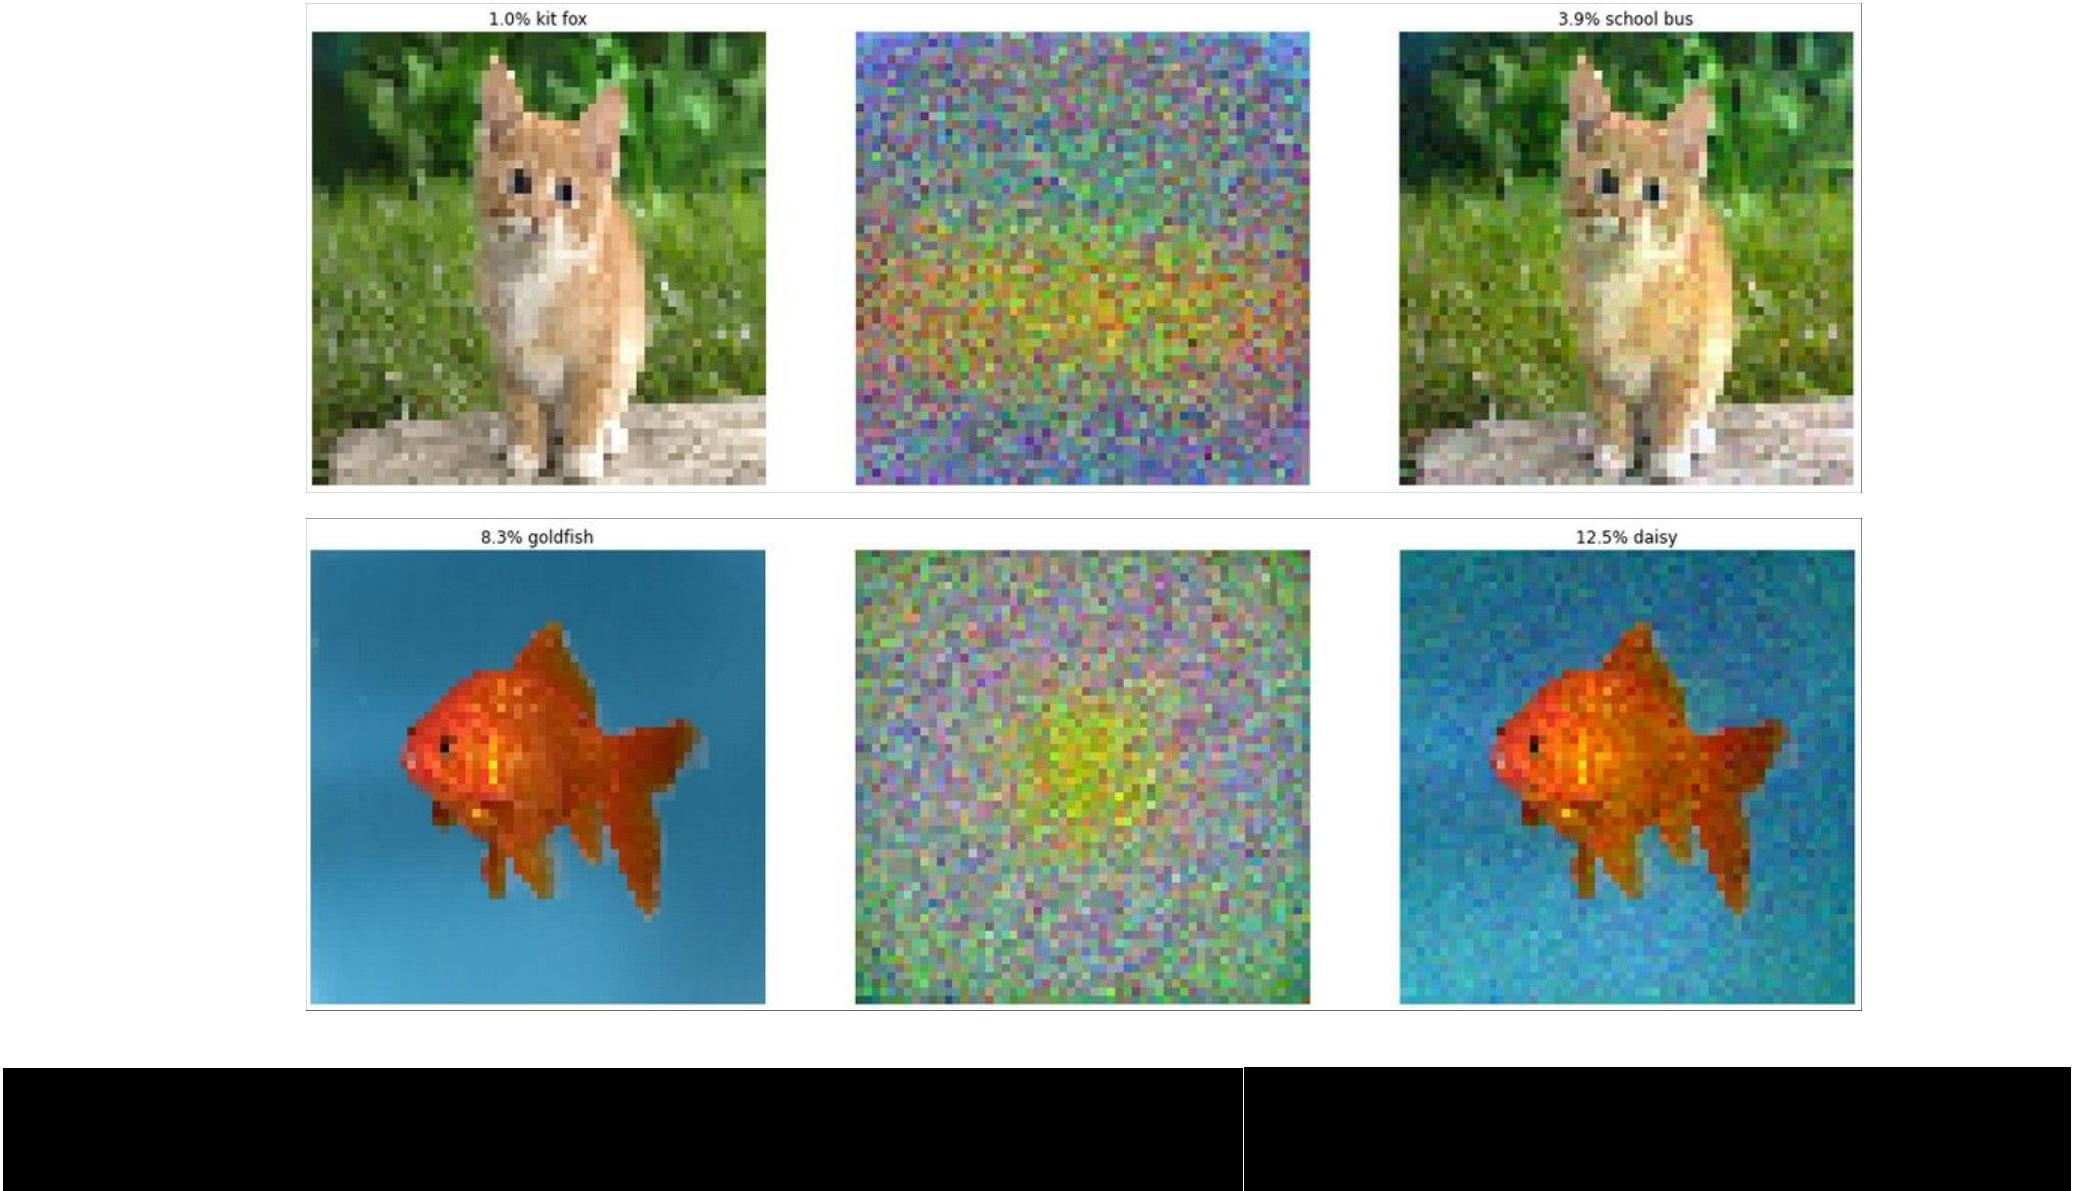 1.0% kit fox
3.9% school bus
8.3% goldfish
12.5% daisy